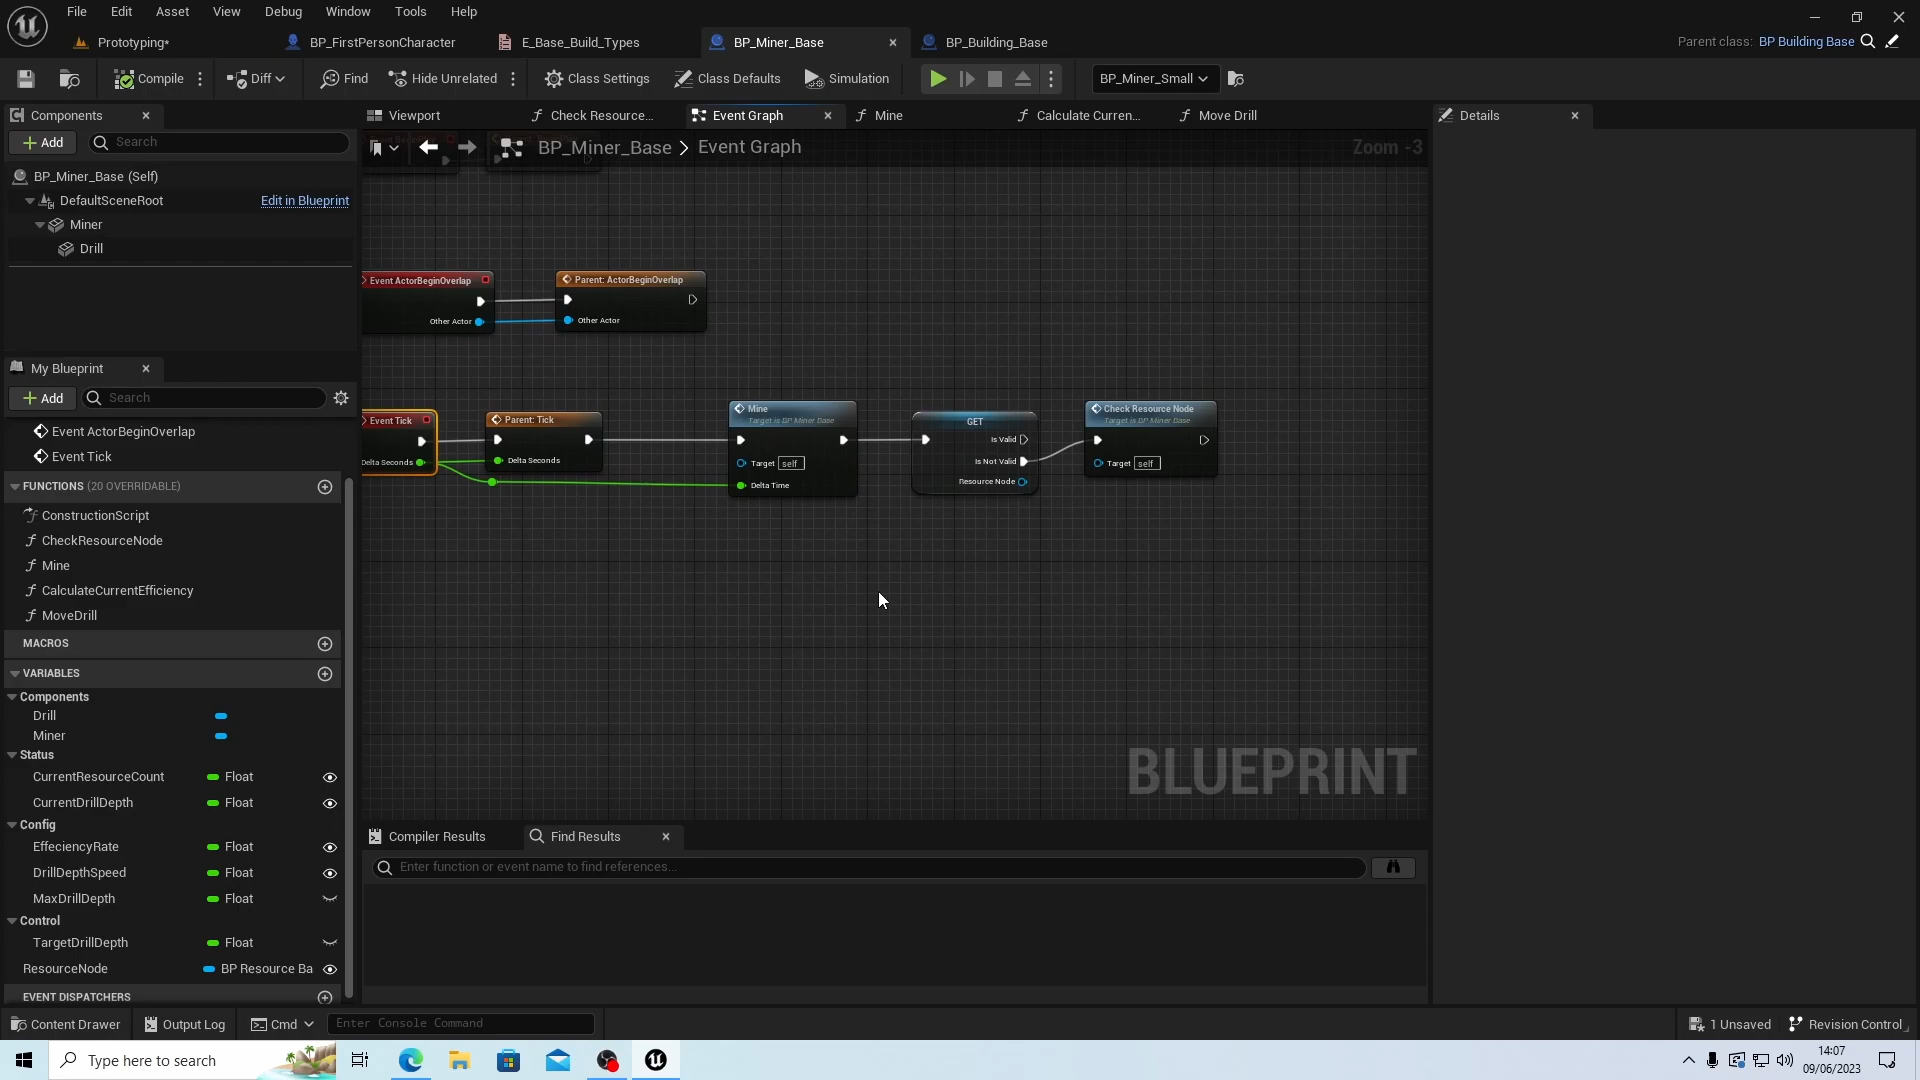 File Edit Asset View Debug Window Tools Help
Prototyping* BP_FirstPersonCharacter E_Base_Build_Types BP_Miner_Base BP_Building_Base Parent class: BP Building Base
Compile Diff Find Hide Unrelated Class Settings Class Defaults Simulation BP_Miner_Small
Components
Add Search
BP_Miner_Base (Self)
DefaultSceneRoot Edit in Blueprint
Miner
Drill
My Blueprint
Add Search
Event ActorBeginOverlap
Event Tick
FUNCTIONS (20 OVERRIDABLE)
ConstructionScript
CheckResourceNode
Mine
CalculateCurrentEfficiency
MoveDrill
MACROS
VARIABLES
Components
Drill
Miner
Status
CurrentResourceCount Float
CurrentDrillDepth Float
Config
EffeciencyRate Float
DrillDepthSpeed Float
MaxDrillDepth Float
Control
TargetDrillDepth Float
ResourceNode BP Resource Ba
EVENT DISPATCHERS
Viewport Check Resource... Event Graph Mine Calculate Curren... Move Drill
BP_Miner_Base > Event Graph Zoom -3
Event ActorBeginOverlap
Other Actor
Parent: ActorBeginOverlap
Other Actor
Event Tick
Delta Seconds
Parent: Tick
Delta Seconds
Mine
Target is BP Miner Base
Target self
Delta Time
GET
Is Valid
Is Not Valid
Resource Node
Check Resource Node
Target is BP Miner Base
Target self
BLUEPRINT
Compiler Results Find Results
Enter function or event name to find references...
Details
Content Drawer Output Log Cmd Enter Console Command 1 Unsaved Revision Control
Type here to search
14:07
09/06/2023